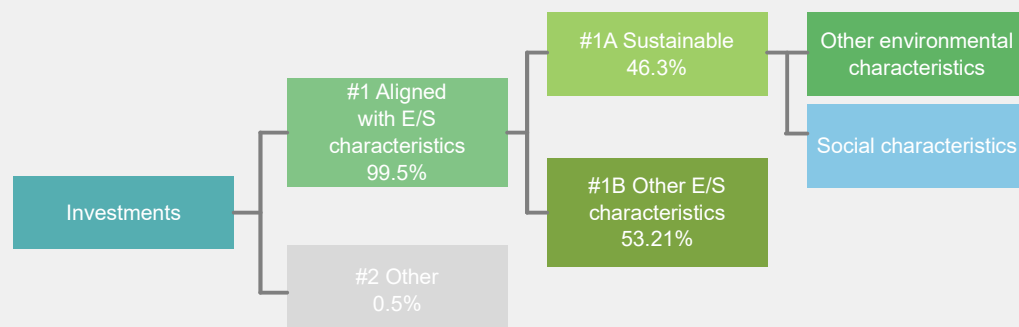 Investments
#1 Aligned
with E/S
characteristics
99.5%
#2 Other
0.5%
#1A Sustainable
46.3%
#1B Other E/S
characteristics
53.21%
Other environmental
characteristics
Social characteristics